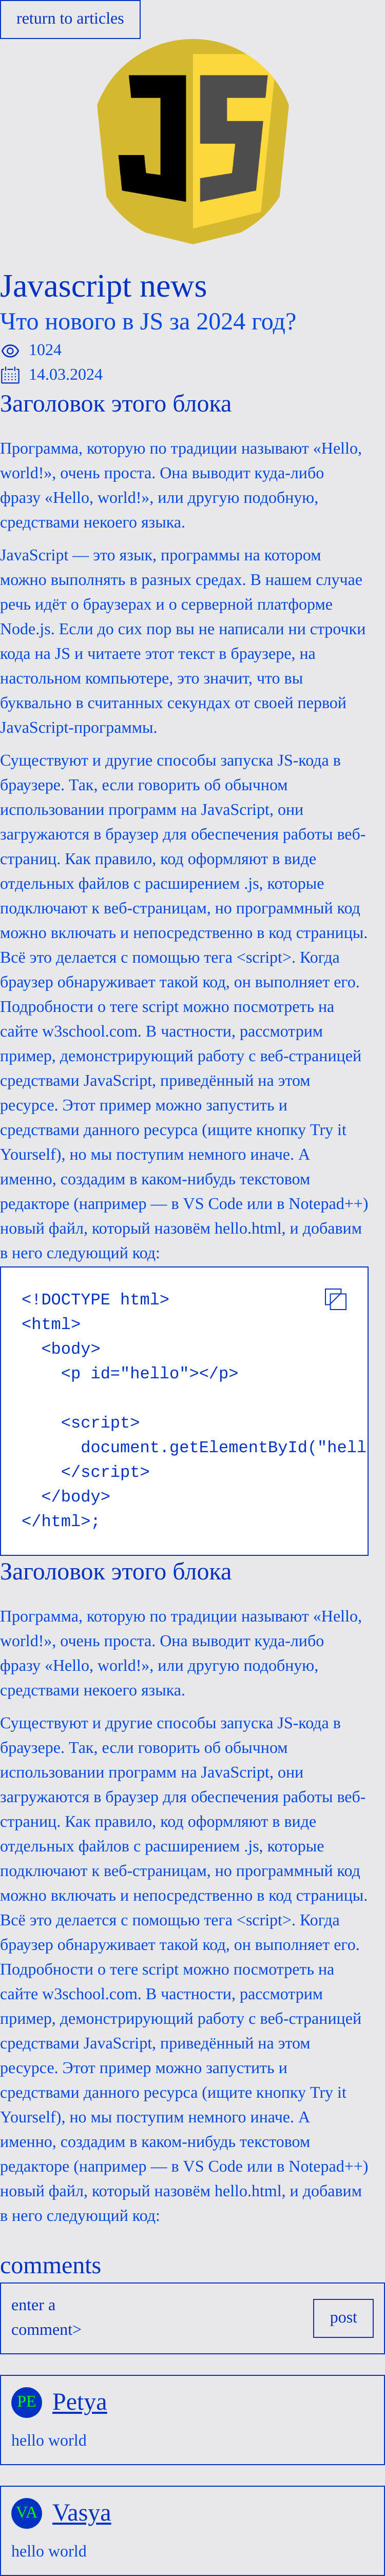 return to articles
JS
Javascript news
Что нового в JS за 2024 год?
1024
14.03.2024
Заголовок этого блока
Программа, которую по традиции называют «Hello,
world!», очень проста. Она выводит куда-либо
фразу «Hello, world!», или другую подобную,
средствами некоего языка.
JavaScript — это язык, программы на котором
можно выполнять в разных средах. В нашем случае
речь идёт о браузерах и о серверной платформе
Node.js. Если до сих пор вы не написали ни строчки
кода на JS и читаете этот текст в браузере, на
настольном компьютере, это значит, что вы
буквально в считанных секундах от своей первой
JavaScript-программы.
Существуют и другие способы запуска JS-кода в
браузере. Так, если говорить об обычном
использовании программ на JavaScript, они
загружаются в браузер для обеспечения работы веб-
страниц. Как правило, код оформляют в виде
отдельных файлов с расширением .js, которые
подключают к веб-страницам, но программный код
можно включать и непосредственно в код страницы.
Всё это делается с помощью тега <script>. Когда
браузер обнаруживает такой код, он выполняет его.
Подробности о теге script можно посмотреть на
сайте w3school.com. В частности, рассмотрим
пример, демонстрирующий работу с веб-страницей
средствами JavaScript, приведённый на этом
ресурсе. Этот пример можно запустить и
средствами данного ресурса (ищите кнопку Try it
Yourself), но мы поступим немного иначе. А
именно, создадим в каком-нибудь текстовом
редакторе (например — в VS Code или в Notepad++)
новый файл, который назовём hello.html, и добавим
в него следующий код:
<!DOCTYPE html>
<html>
<body>
<p id="hello"></p>
<script>
document.getElementById("hell
</script>
</body>
</html>;
Заголовок этого блока
Программа, которую по традиции называют «Hello,
world!», очень проста. Она выводит куда-либо
фразу «Hello, world!», или другую подобную,
средствами некоего языка.
Существуют и другие способы запуска JS-кода в
браузере. Так, если говорить об обычном
использовании программ на JavaScript, они
загружаются в браузер для обеспечения работы веб-
страниц. Как правило, код оформляют в виде
отдельных файлов с расширением .js, которые
подключают к веб-страницам, но программный код
можно включать и непосредственно в код страницы.
Всё это делается с помощью тега <script>. Когда
браузер обнаруживает такой код, он выполняет его.
Подробности о теге script можно посмотреть на
сайте w3school.com. В частности, рассмотрим
пример, демонстрирующий работу с веб-страницей
средствами JavaScript, приведённый на этом
ресурсе. Этот пример можно запустить и
средствами данного ресурса (ищите кнопку Try it
Yourself), но мы поступим немного иначе. А
именно, создадим в каком-нибудь текстовом
редакторе (например — в VS Code или в Notepad++)
новый файл, который назовём hello.html, и добавим
в него следующий код:
comments
enter a
comment>
post
PE Petya
hello world
VA Vasya
hello world